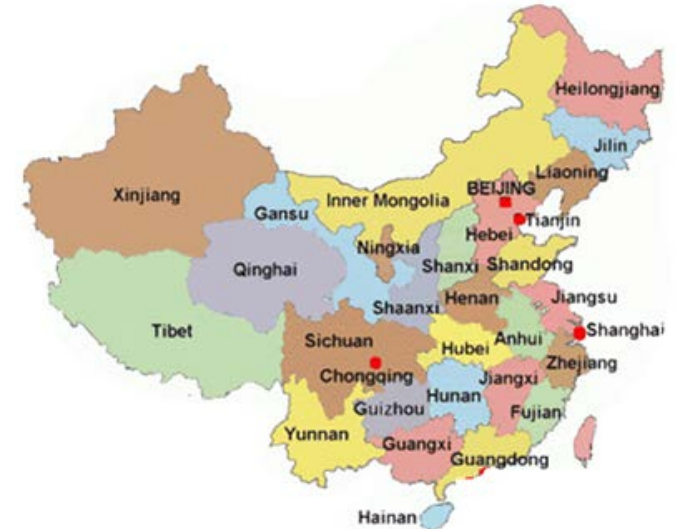 Heilongjiang
Jilin
Liaoning
BEIJING
Xinjiang
Inner Mongolia
Gansu
Tianjin
Hebei
Ningxia
Qinghai
Shanxi
Shandong
Shaanxi
Henan
Jiangsu
Tibet
Shanghai
Sichuan
Anhui
Hubei
Zhejiang
Chongqing
Jiangxi
Hunan
Guizhou
Fujian
Yunnan
Guangxi
Guangdong
Hainan